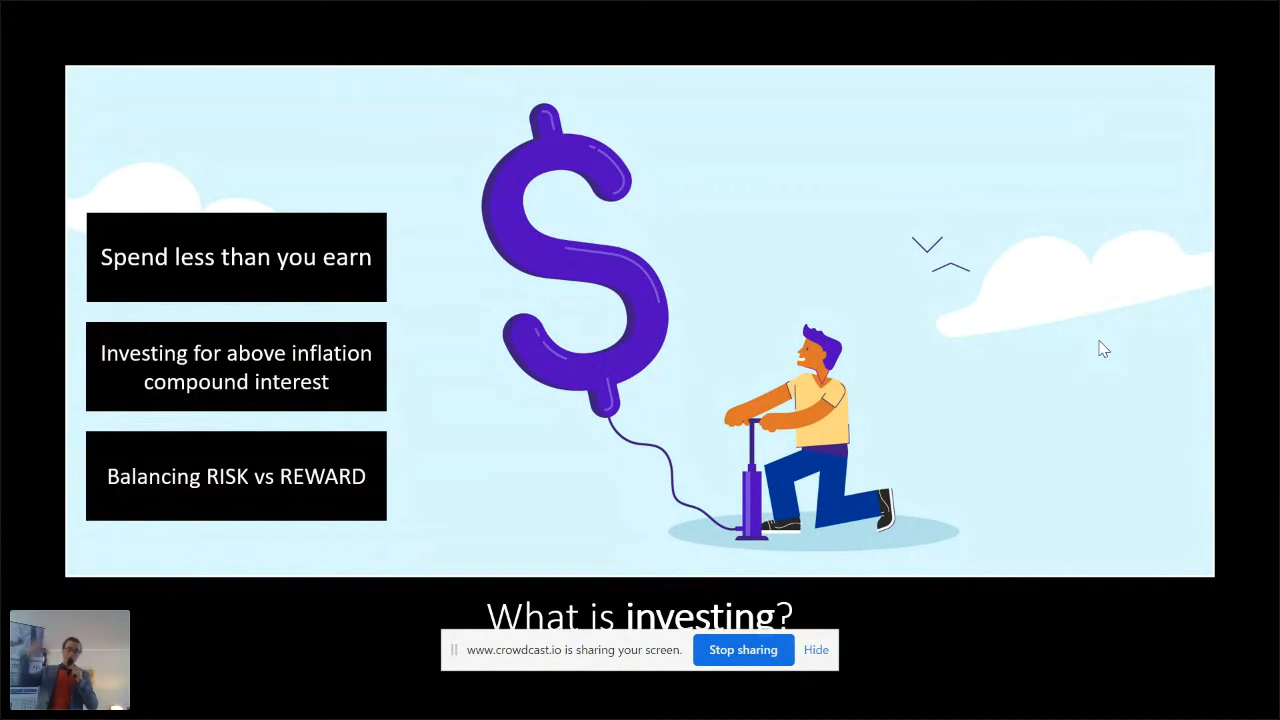 Spend less than you earn
Investing for above inflation
compound interest
Balancing RISK vs REWARD
What is investing?
www.crowdcast.io is sharing your screen.
Stop sharing
Hide